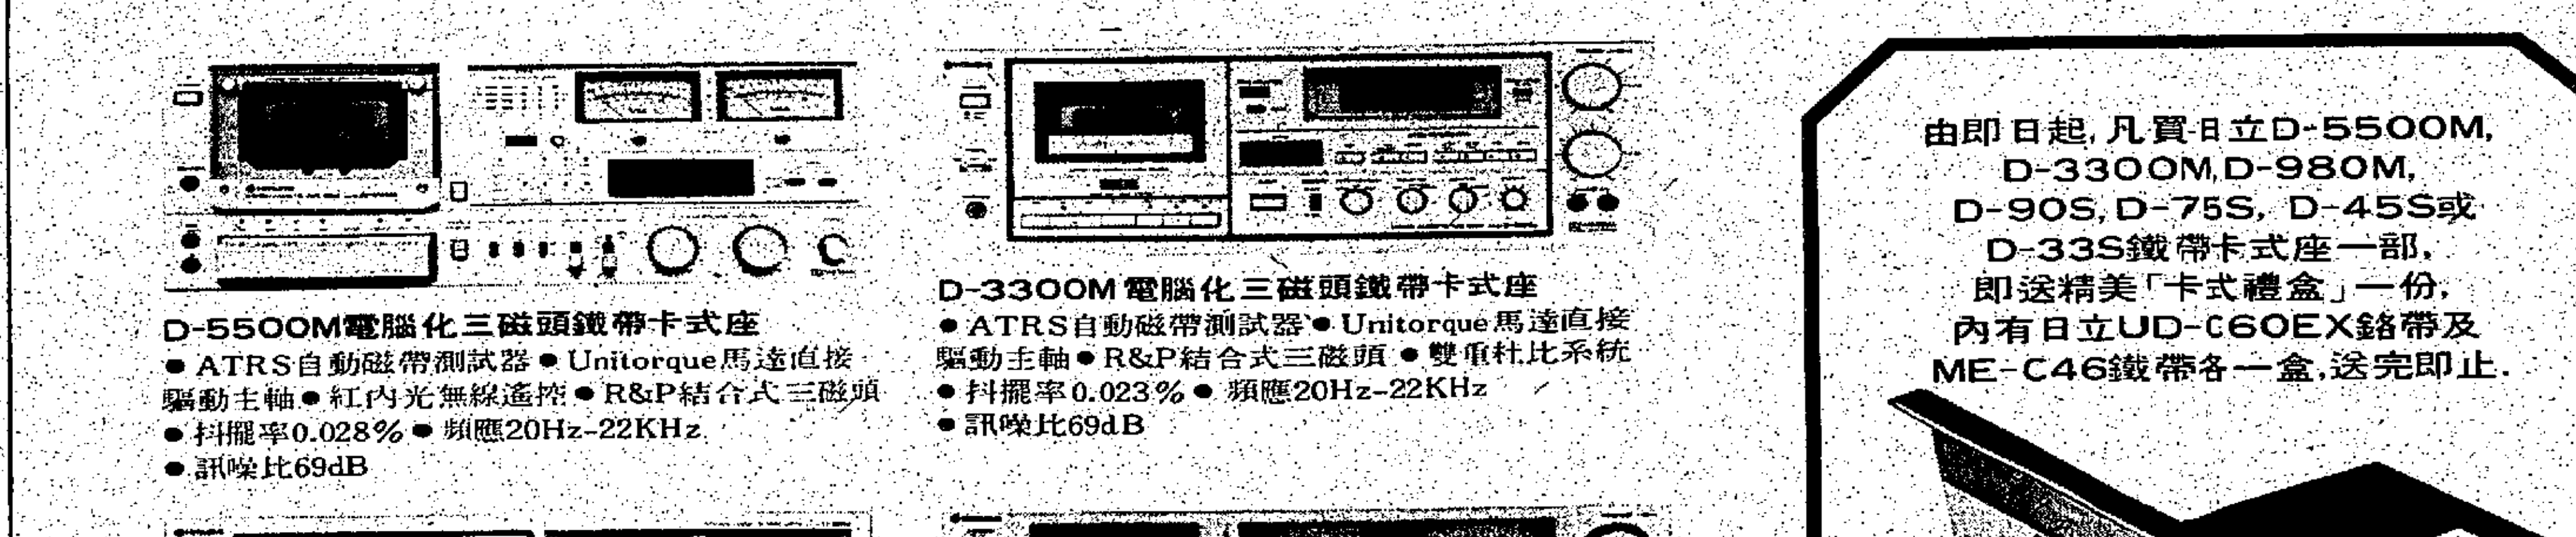 D-5500M電腦化三磁頭鐵帶卡式座
● ATRS自動磁帶測試器 ● Unitorque馬達直接
驅動主軸 ● 紅內光無線遙控 ● R&P結合式三磁頭
● 抖擺率0.028% ● 頻應20Hz-22KHz
● 訊噪比69dB
D-3300M電腦化三磁頭鐵帶卡式座
● ATRS自動磁帶測試器 ● Unitorque馬達直接
驅動主軸 ● R&P結合式三磁頭 ● 雙重杜比系統
● 抖擺率0.023% ● 頻應20Hz-22KHz
● 訊噪比69dB
由即日起, 凡買日立D-5500M,
D-3300M, D-980M,
D-90S, D-75S, D-45S或
D-33S鐵帶卡式座一部,
即送精美「卡式禮盒」一份,
內有日立UD-C60EX鉻帶及
ME-C46鐵帶各一盒, 送完即止.